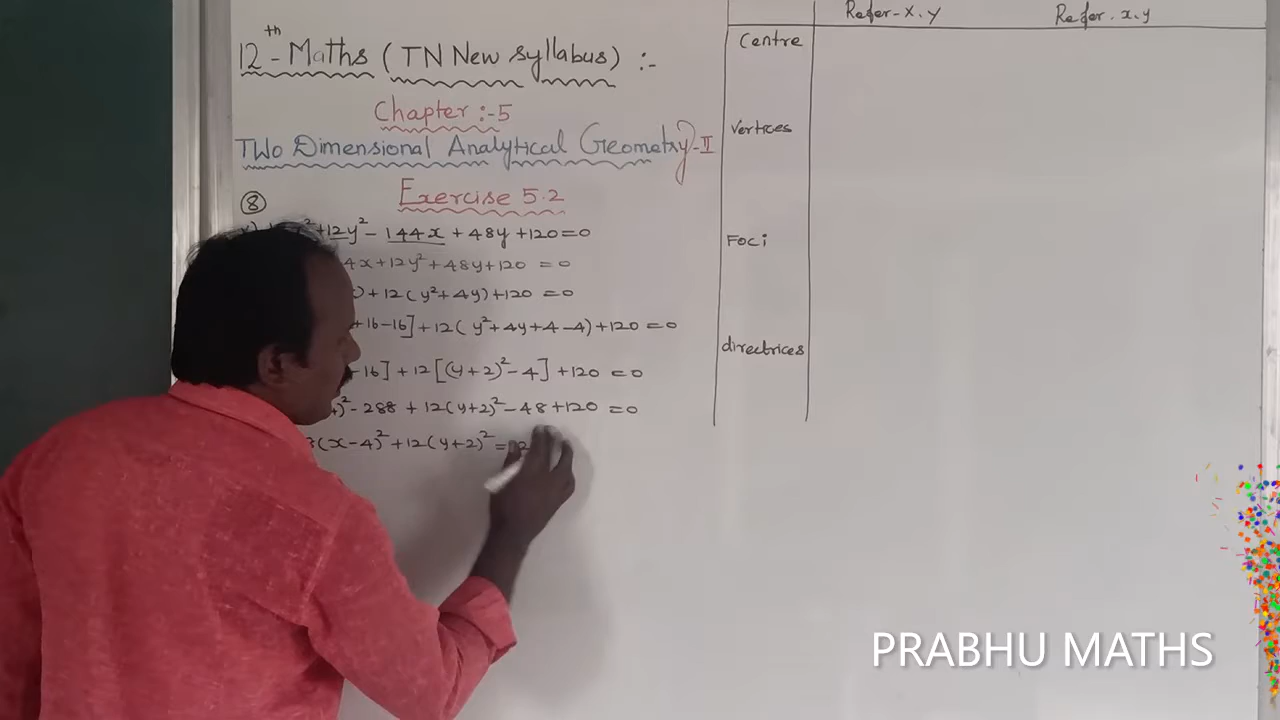 12th - Maths (TN New syllabus) :-
Chapter :-5
Two Dimensional Analytical Geometry-II
Exercise 5.2
⑧
x² + 12y² - 144x + 48y + 120 = 0
4x + 12y² + 48y + 120 = 0
) + 12(y² + 4y) + 120 = 0
+ 16 - 16] + 12(y² + 4y + 4 - 4) + 120 = 0
- 16] + 12[(y+2)² - 4] + 120 = 0
)² - 288 + 12(y+2)² - 48 + 120 = 0
(x-4)² + 12(y+2)² =
Refer-X.Y Refer.x.y
Centre
Vertices
Foci
directrices
PRABHU MATHS